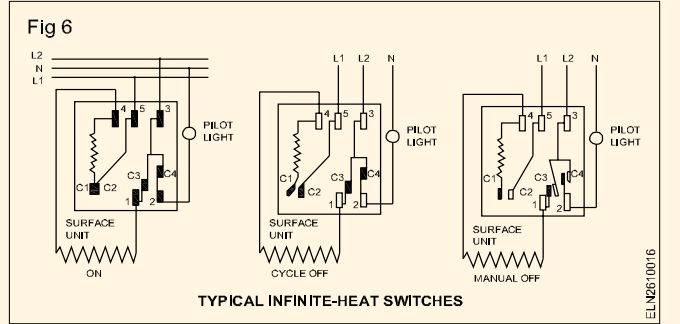 Fig 6
L2
N
L1
4 5 3
PILOT
LIGHT
C1 C2 C3 C4
1 2
SURFACE
UNIT
ON
L1 L2 N
4 5 3
PILOT
LIGHT
C1 C2 C3 C4
1 2
SURFACE
UNIT
CYCLE OFF
L1 L2 N
4 5 3
PILOT
LIGHT
C1 C2 C3 C4
1 2
SURFACE
UNIT
MANUAL OFF
TYPICAL INFINITE-HEAT SWITCHES
ELN2610016